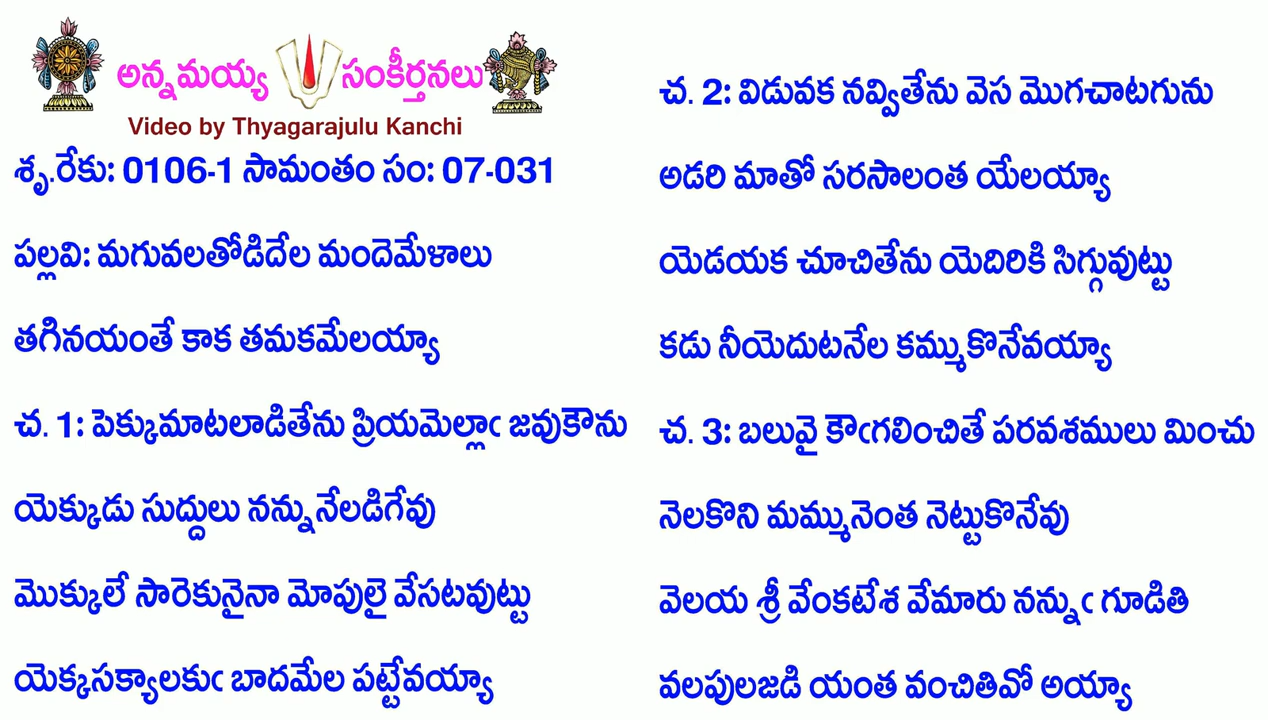 అన్నమయ్య సంకీర్తనలు
Video by Thyagarajulu Kanchi
శృ.రేకు: 0106-1 సామంతం సం: 07-031
పల్లవి: మగువలతోడిదేల మందెమేళాలు
తగినయంతే కాక తమకమేలయ్యా
చ. 1: పెక్కుమాటలాడితేను ప్రియమెల్లాఁ జవుకౌను
యెక్కుడు సుద్దులు నన్నునేలడిగేవు
మొక్కులే సారెకునైనా మోపులై వేసటవుట్టు
యెక్కసక్యాలకుఁ బాదమేల పట్టేవయ్యా
చ. 2: విడువక నవ్వితేను వెస మొగచాటగును
అడరి మాతో సరసాలంత యేలయ్యా
యెడయక చూచితేను యెదిరికి సిగ్గువుట్టు
కడు నీయెదుటనేల కమ్ముకొనేవయ్యా
చ. 3: బలువై కౌఁగలించితే పరవశములు మించు
నెలకొని మమ్మునెంత నెట్టుకొనేవు
వెలయ శ్రీ వేంకటేశ వేమారు నన్నుఁ గూడితి
వలపులజడి యంత వంచితివో అయ్యా